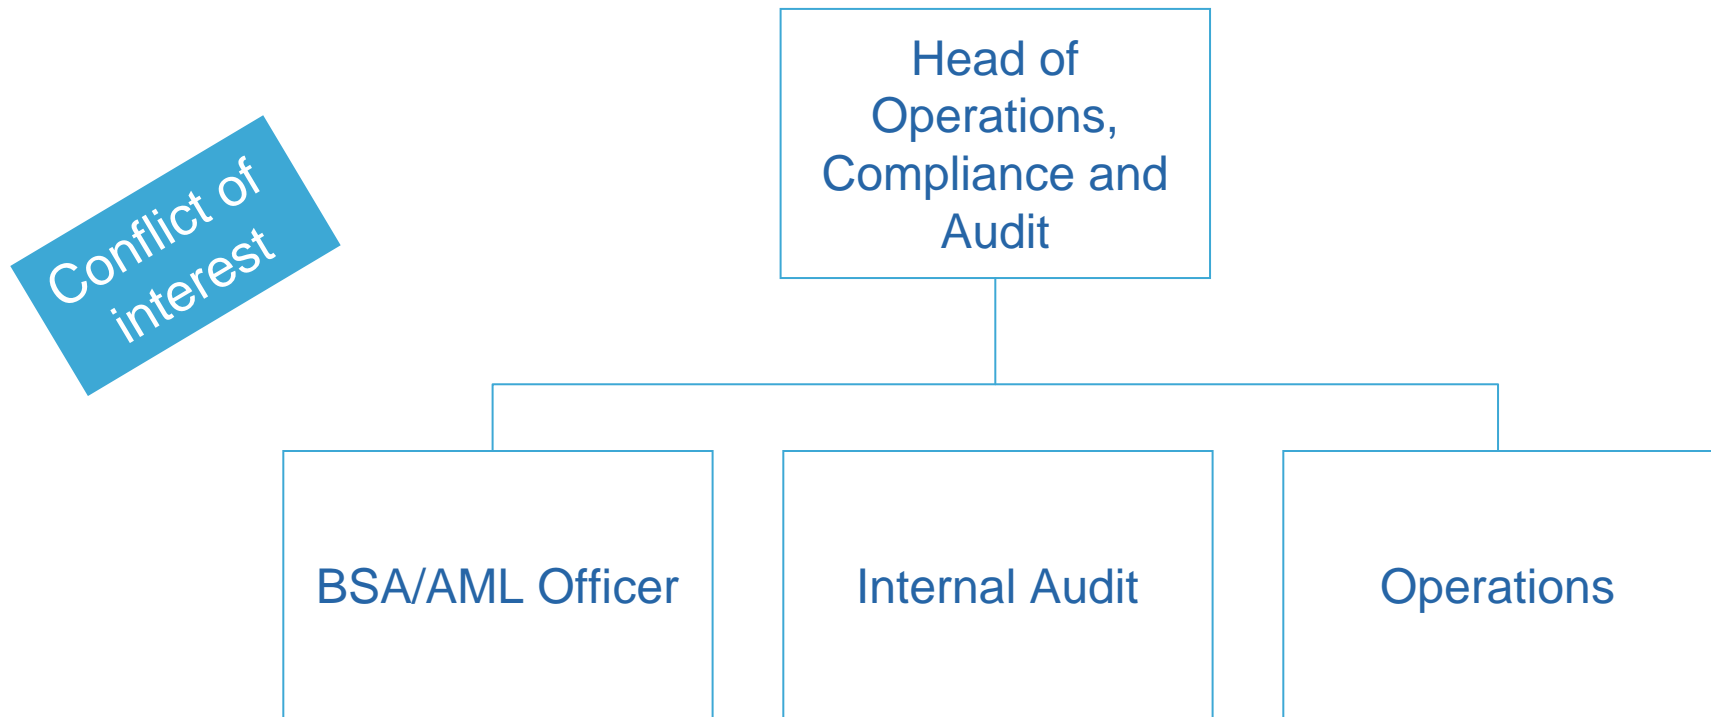 Head of
Operations,
Compliance and
Audit
Conflict of
interest
BSA/AML Officer
Internal Audit
Operations